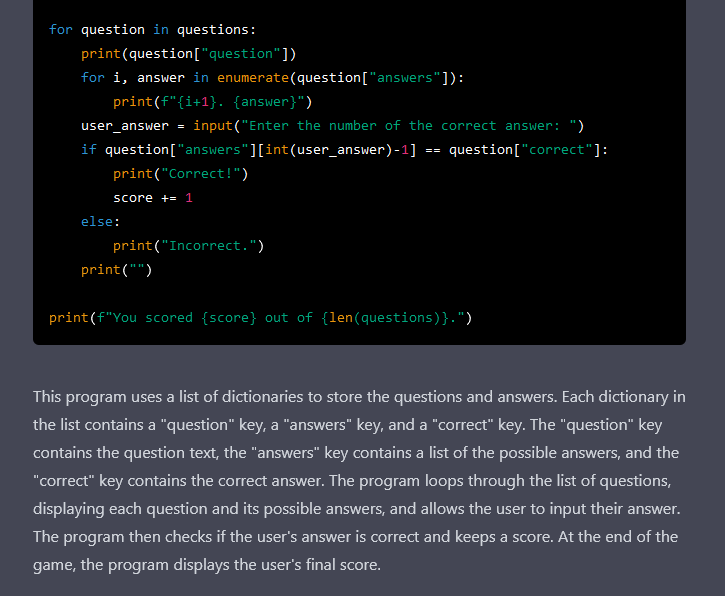 for question in questions:
    print(question["question"])
    for i, answer in enumerate(question["answers"]):
        print(f"{i+1}. {answer}")
    user_answer = input("Enter the number of the correct answer: ")
    if question["answers"][int(user_answer)-1] == question["correct"]:
        print("Correct!")
        score += 1
    else:
        print("Incorrect.")
    print("")

print(f"You scored {score} out of {len(questions)}.")

This program uses a list of dictionaries to store the questions and answers. Each dictionary in
the list contains a "question" key, a "answers" key, and a "correct" key. The "question" key
contains the question text, the "answers" key contains a list of the possible answers, and the
"correct" key contains the correct answer. The program loops through the list of questions,
displaying each question and its possible answers, and allows the user to input their answer.
The program then checks if the user's answer is correct and keeps a score. At the end of the
game, the program displays the user's final score.